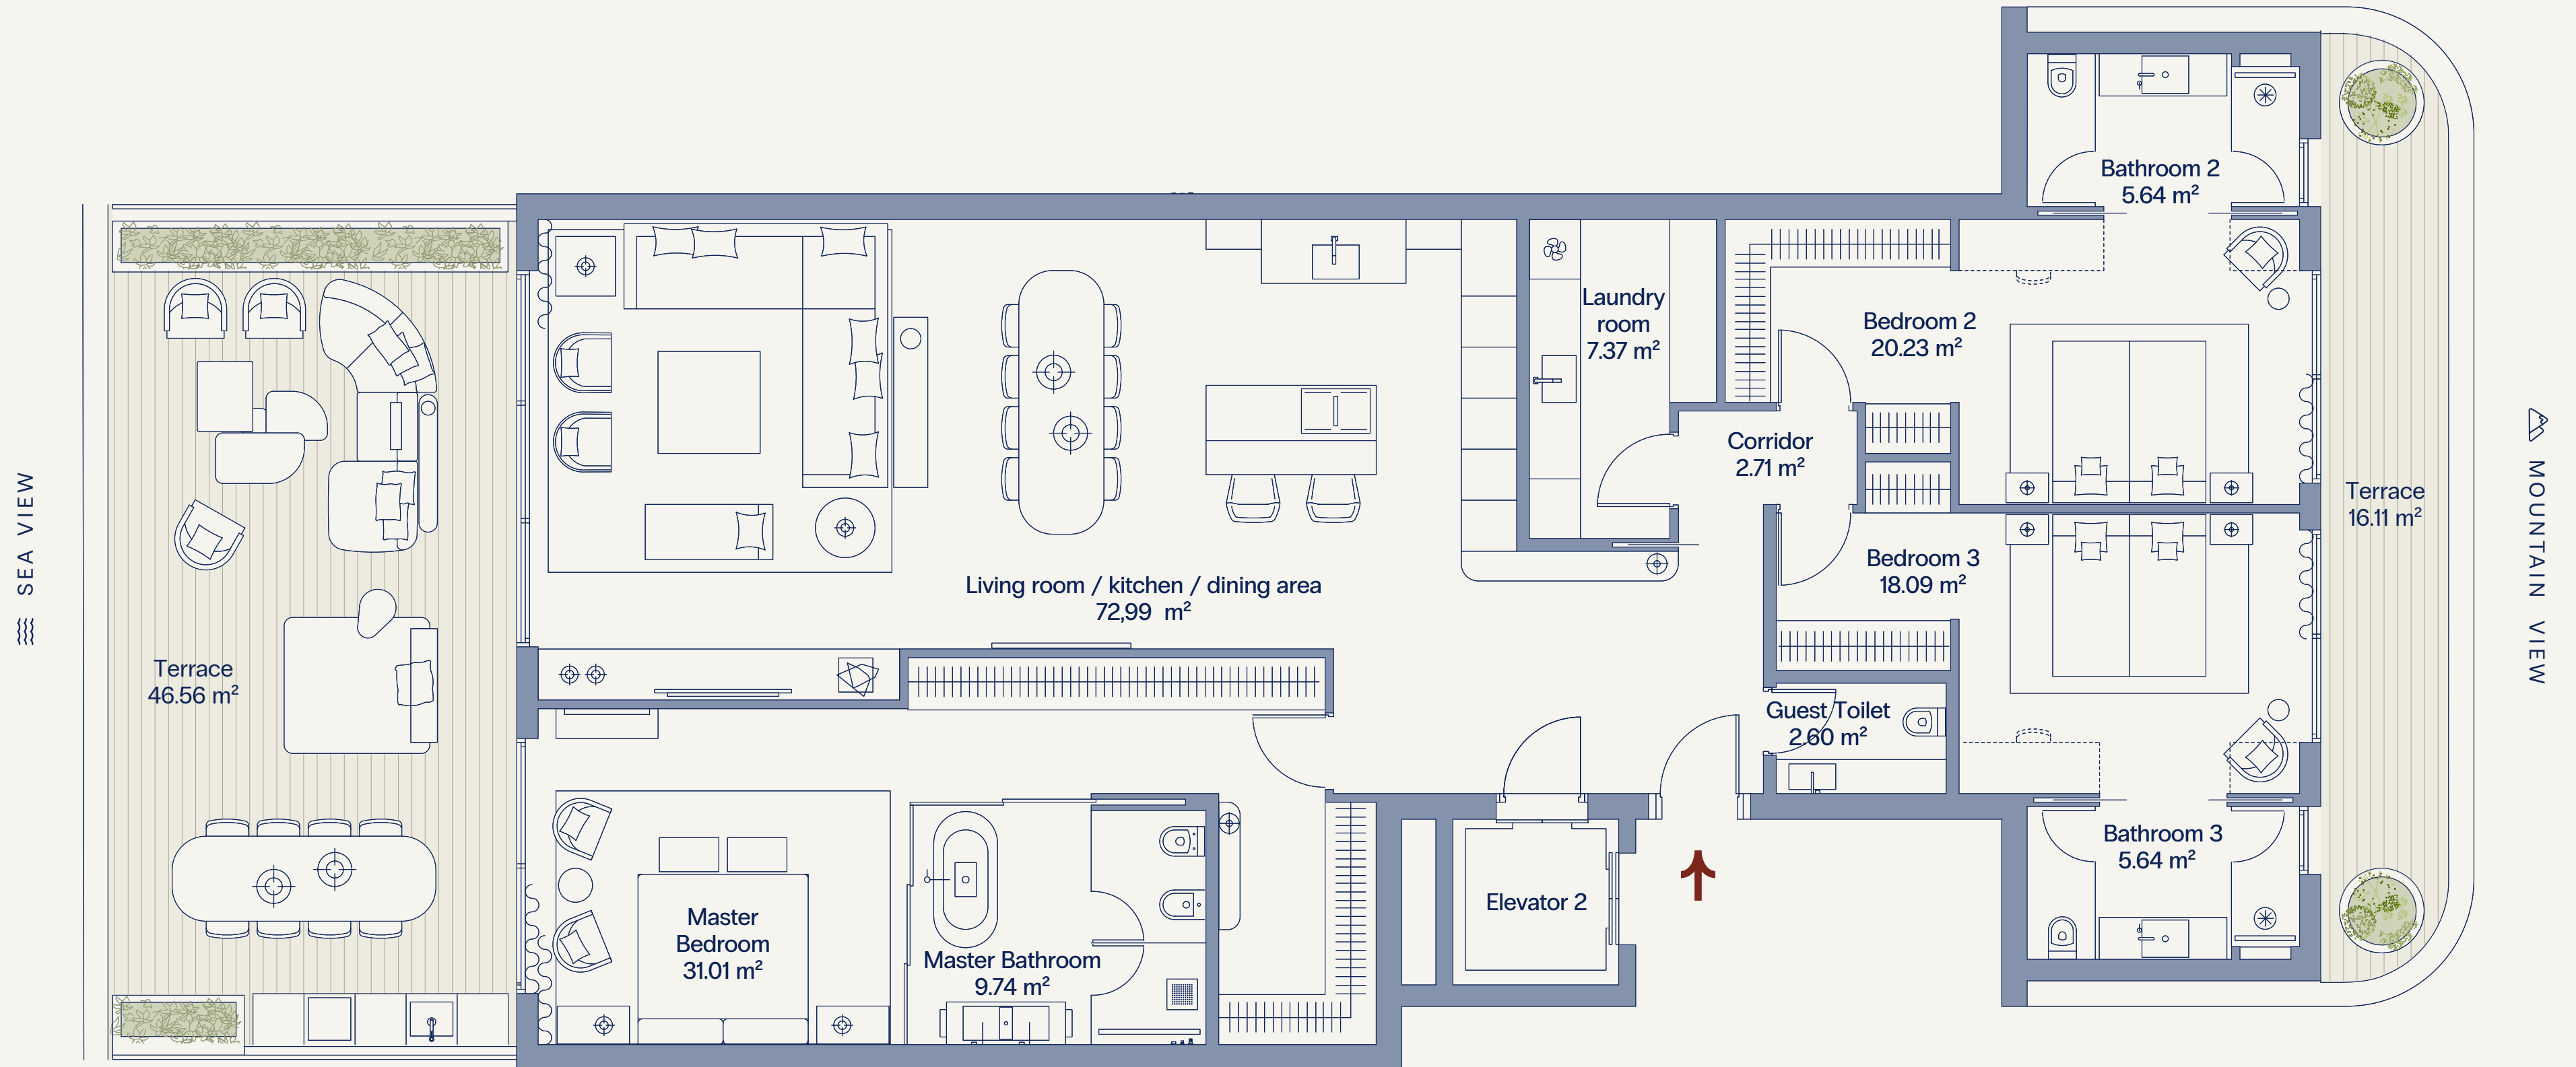 SEA VIEW
Terrace
46.56 m²
Living room / kitchen / dining area
72,99 m²
Master
Bedroom
31.01 m²
Master Bathroom
9.74 m²
Laundry
room
7.37 m²
Corridor
2.71 m²
Bedroom 2
20.23 m²
Bathroom 2
5.64 m²
Bedroom 3
18.09 m²
Guest Toilet
2.60 m²
Elevator 2
Bathroom 3
5.64 m²
Terrace
16.11 m²
MOUNTAIN VIEW